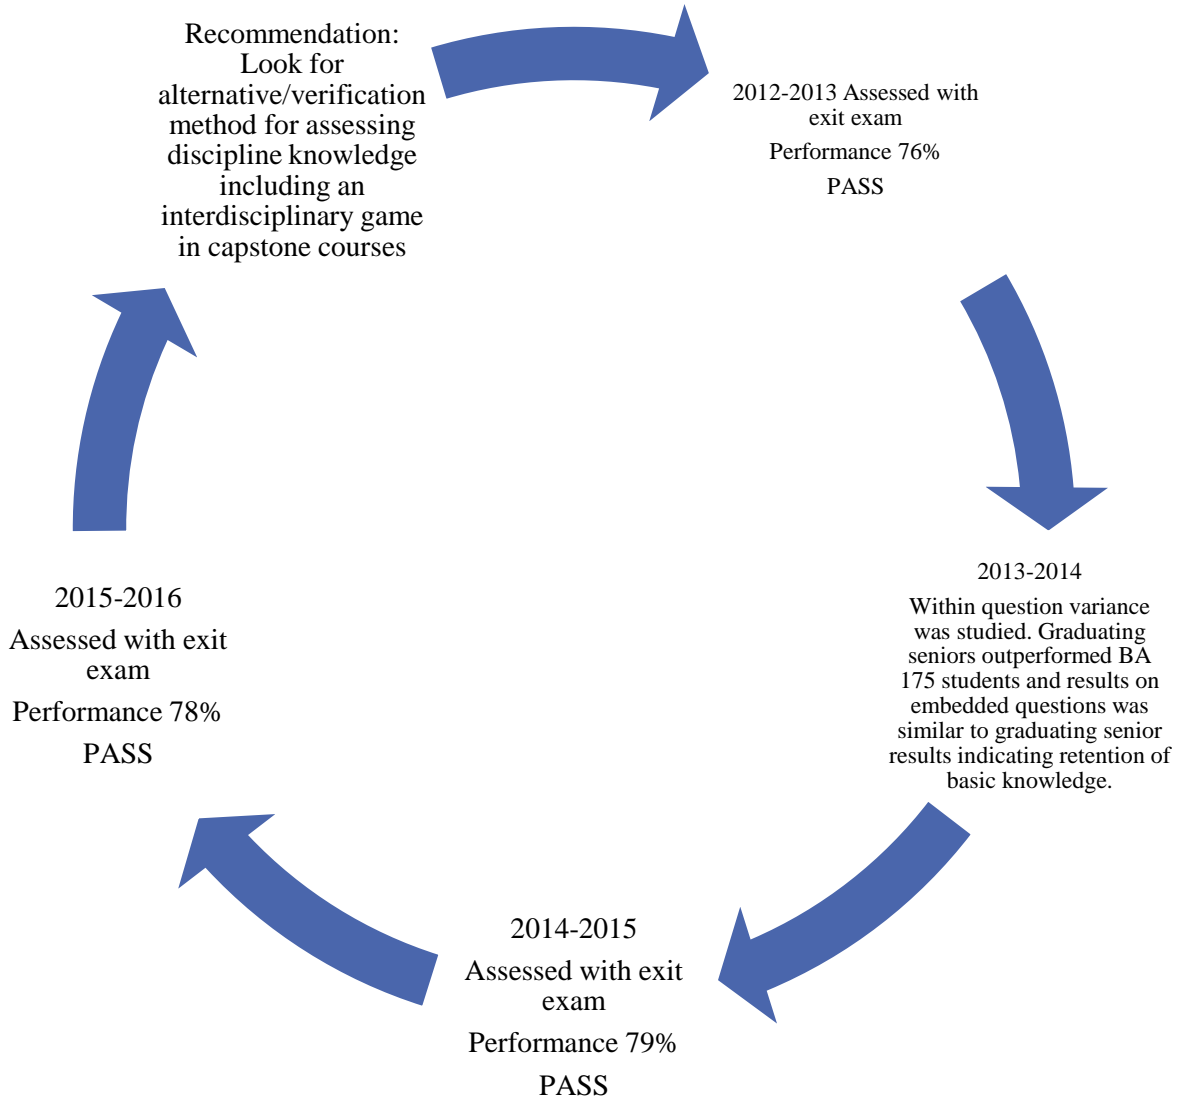 Recommendation:
Look for
alternative/verification
method for assessing
discipline knowledge
including an
interdisciplinary game
in capstone courses
2012-2013 Assessed with
exit exam
Performance 76%
PASS
2013-2014
Within question variance
was studied. Graduating
seniors outperformed BA
175 students and results on
embedded questions was
similar to graduating senior
results indicating retention of
basic knowledge.
2014-2015
Assessed with exit
exam
Performance 79%
PASS
2015-2016
Assessed with exit
exam
Performance 78%
PASS